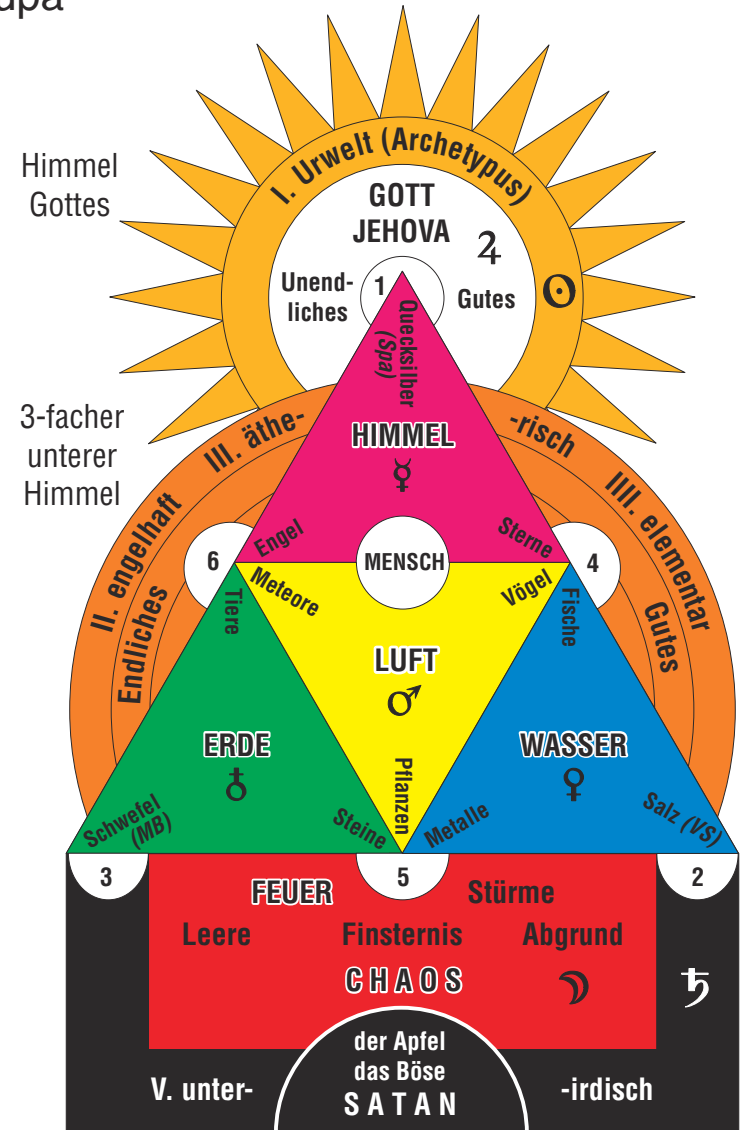 I. Urwelt (Archetypus)
Himmel
Gottes
GOTT
JEHOVA
♃
Unend-
liches
1
Gutes
☉
Quecksilber
(Spa)
3-facher
unterer
Himmel
III. äthe-
-risch
HIMMEL
☿
II. engelhaft
IIII. elementar
Engel
Sterne
6
MENSCH
4
Meteore
Vögel
Tiere
Fische
Endliches
Gutes
LUFT
♂
ERDE
♁
WASSER
♀
Pflanzen
Schwefel
(MB)
Steine
Metalle
Salz (VS)
3
5
2
FEUER
Stürme
Leere
Finsternis
Abgrund
CHAOS
☽
♄
der Apfel
das Böse
SATAN
V. unter-
-irdisch